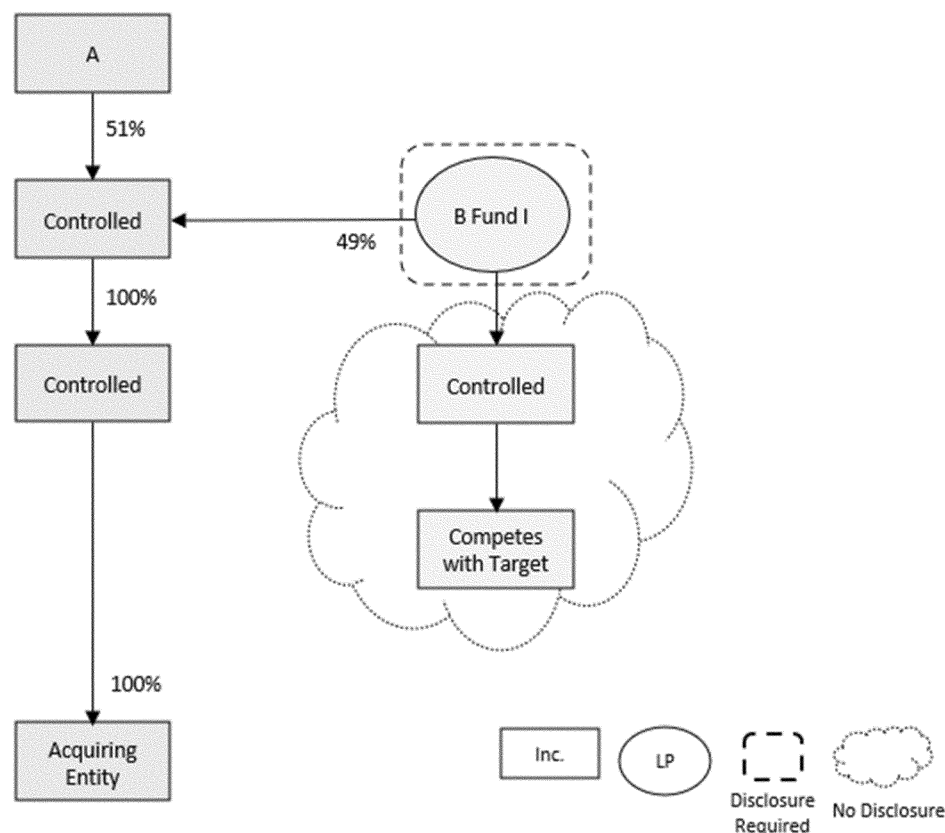 A
51%
Controlled
B Fund I
49%
100%
Controlled
Controlled
Competes
with Target
100%
Acquiring
Entity
Inc.
LP
Disclosure
Required
No Disclosure